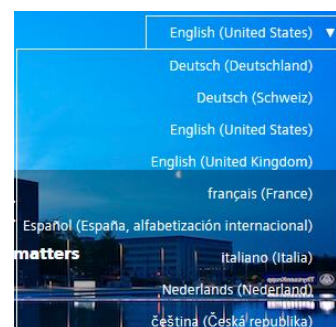 English (United States) ▼
Deutsch (Deutschland)
Deutsch (Schweiz)
English (United States)
English (United Kingdom)
français (France)
Español (España, alfabetización internacional)
matters
italiano (Italia)
Nederlands (Nederland)
čeština (Česká republika)